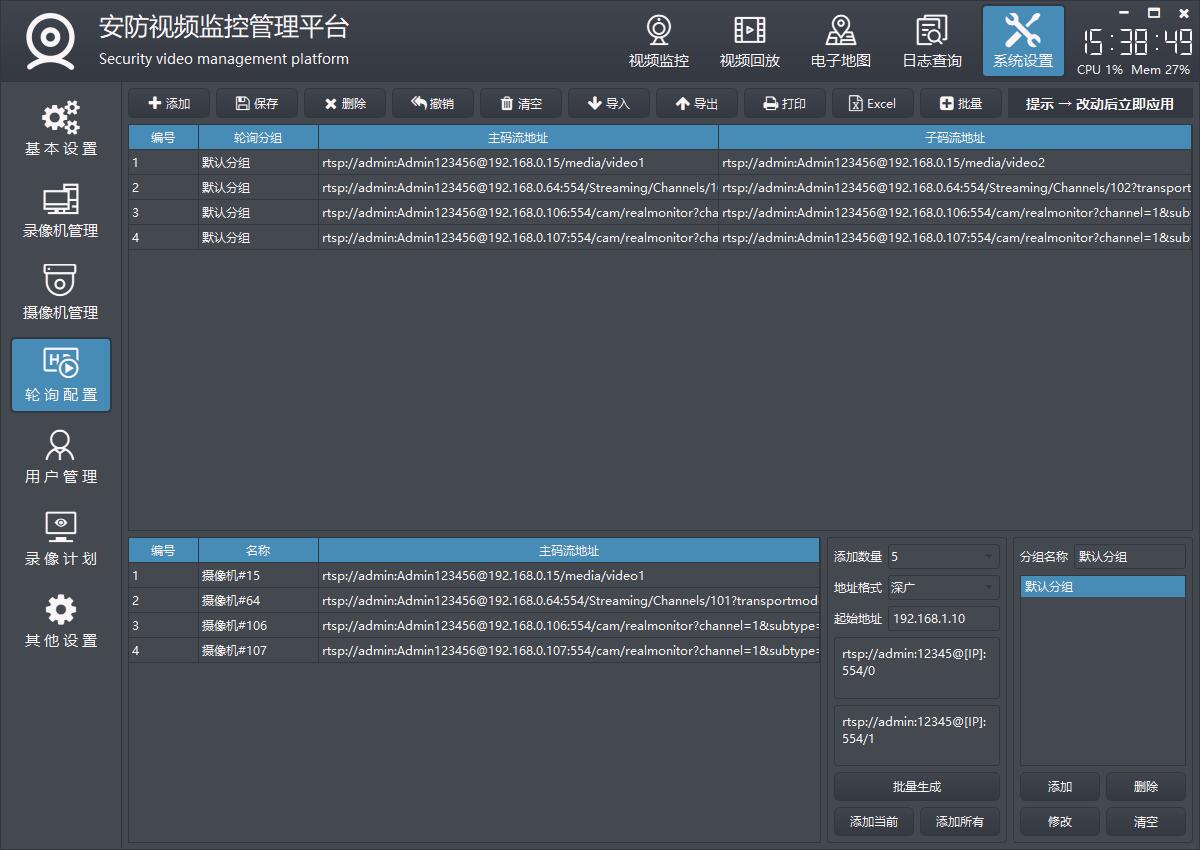 安防视频监控管理平台
Security video management platform
视频监控
视频回放
电子地图
日志查询
系统设置
15:38:49
CPU 1% Mem 27%
基本设置
录像机管理
摄像机管理
轮询配置
用户管理
录像计划
其他设置
添加 保存 删除 撤销 清空 导入 导出 打印 Excel 批量 提示 → 改动后立即应用
编号 轮询分组 主码流地址 子码流地址
1 默认分组 rtsp://admin:Admin123456@192.168.0.15/media/video1 rtsp://admin:Admin123456@192.168.0.15/media/video2
2 默认分组 rtsp://admin:Admin123456@192.168.0.64:554/Streaming/Channels/1 rtsp://admin:Admin123456@192.168.0.64:554/Streaming/Channels/102?transport
3 默认分组 rtsp://admin:Admin123456@192.168.0.106:554/cam/realmonitor?cha rtsp://admin:Admin123456@192.168.0.106:554/cam/realmonitor?channel=1&sub
4 默认分组 rtsp://admin:Admin123456@192.168.0.107:554/cam/realmonitor?cha rtsp://admin:Admin123456@192.168.0.107:554/cam/realmonitor?channel=1&sub
编号 名称 主码流地址
1 摄像机#15 rtsp://admin:Admin123456@192.168.0.15/media/video1
2 摄像机#64 rtsp://admin:Admin123456@192.168.0.64:554/Streaming/Channels/101?transportmod
3 摄像机#106 rtsp://admin:Admin123456@192.168.0.106:554/cam/realmonitor?channel=1&subtype=
4 摄像机#107 rtsp://admin:Admin123456@192.168.0.107:554/cam/realmonitor?channel=1&subtype=
添加数量 5
地址格式 深广
起始地址 192.168.1.10
rtsp://admin:12345@[IP]:
554/0
rtsp://admin:12345@[IP]:
554/1
批量生成
添加当前 添加所有
分组名称 默认分组
默认分组
添加 删除
修改 清空